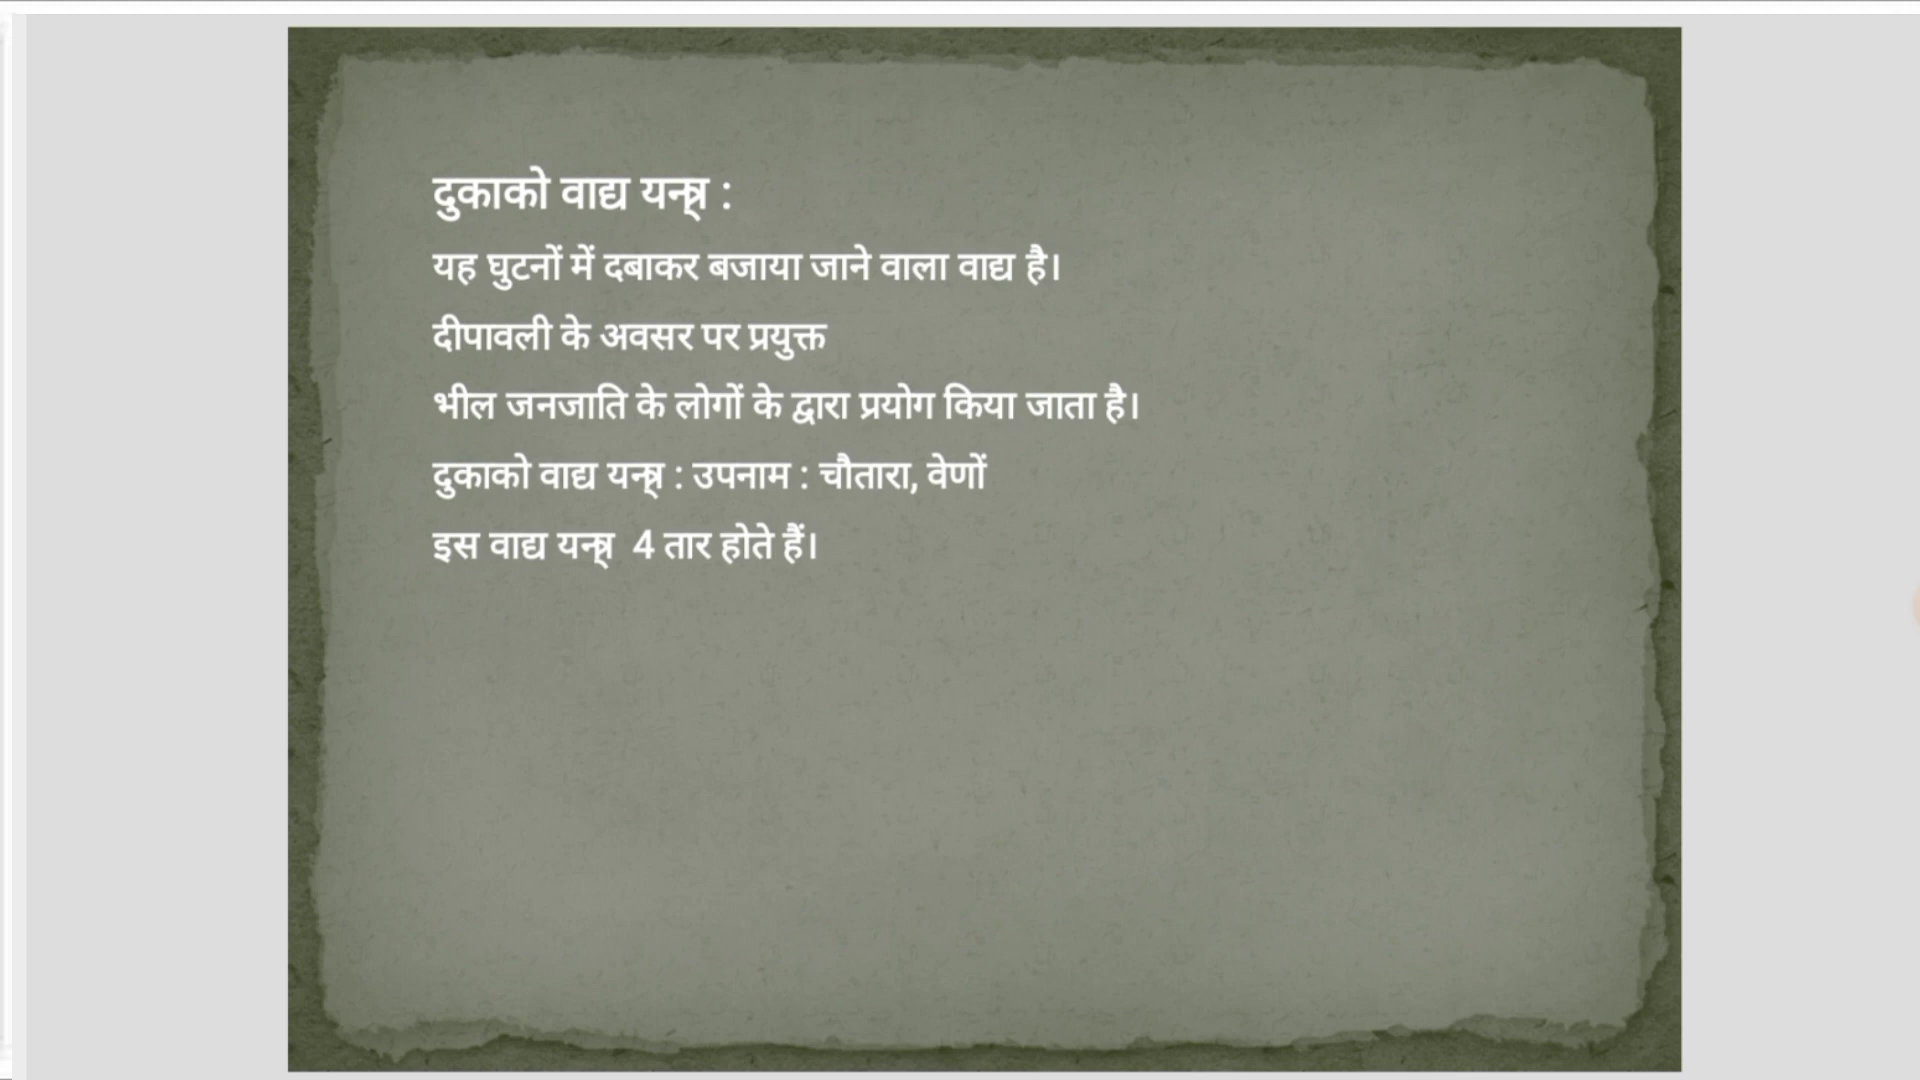 दुकाको वाद्य यन्त्र :
यह घुटनों में दबाकर बजाया जाने वाला वाद्य है।
दीपावली के अवसर पर प्रयुक्त
भील जनजाति के लोगों के द्वारा प्रयोग किया जाता है।
दुकाको वाद्य यन्त्र : उपनाम : चौतारा, वेणों
इस वाद्य यन्त्र 4 तार होते हैं।